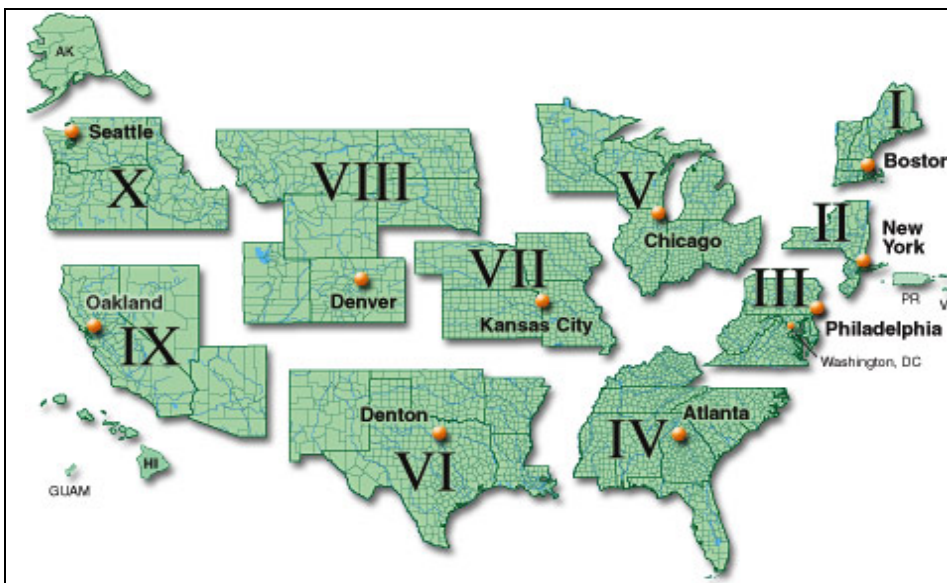 AK
Seattle
X
VIII
V
I
Boston
Chicago
II
New
York
PR
Oakland
IX
Denver
VII
Kansas City
III
Philadelphia
Washington, DC
HI
GUAM
Denton
VI
Atlanta
IV